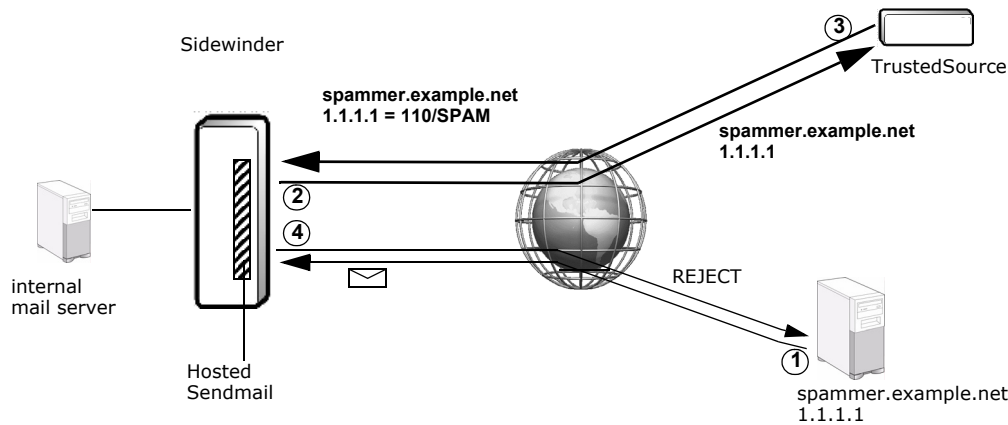 Sidewinder
3
TrustedSource
spammer.example.net
1.1.1.1 = 110/SPAM
spammer.example.net
1.1.1.1
2
4
internal
mail server
REJECT
1
Hosted
Sendmail
spammer.example.net
1.1.1.1